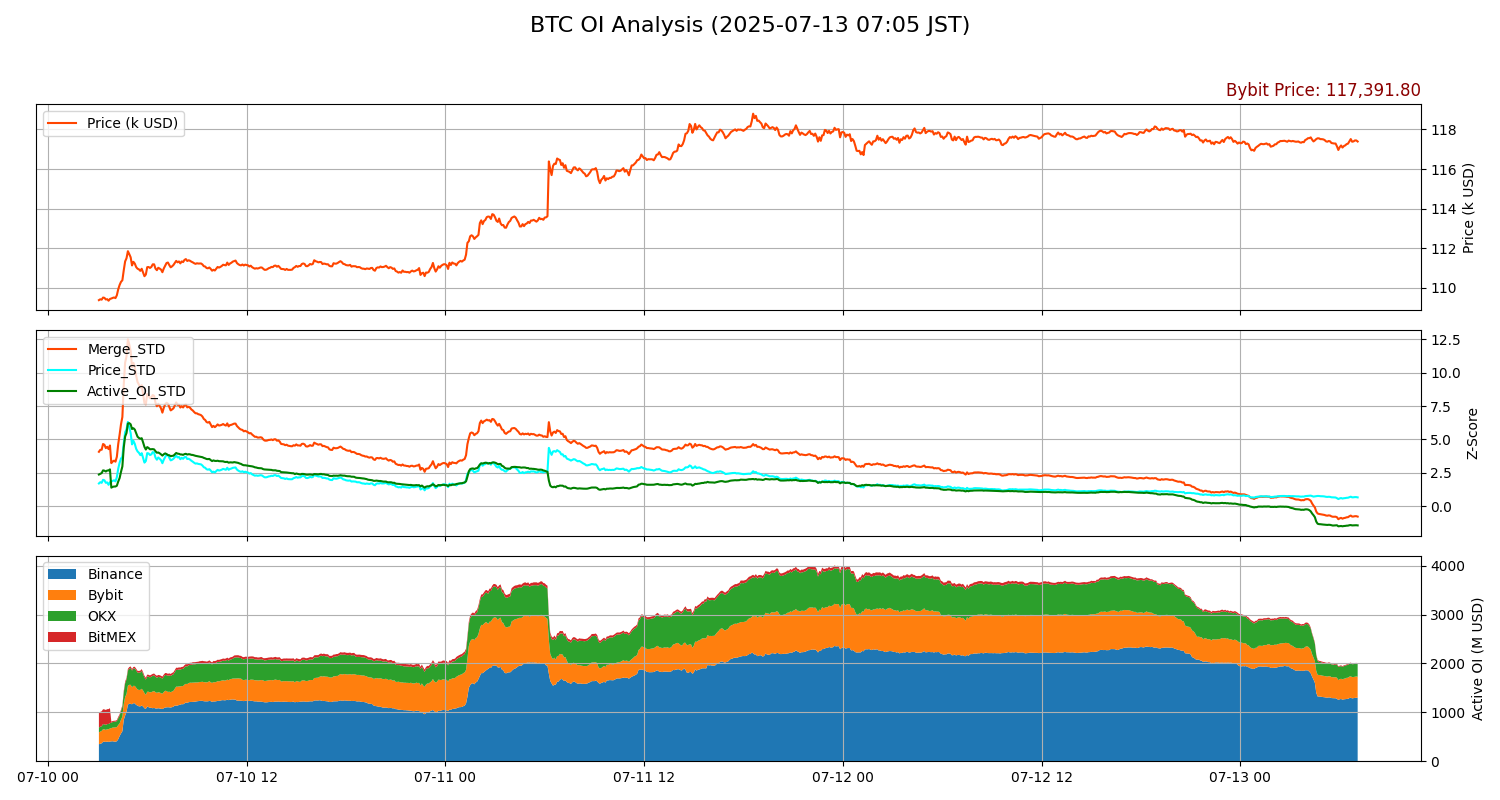 BTC OI Analysis (2025-07-13 07:05 JST)
Bybit Price: 117,391.80
Price (k USD)
118
116
114
112
110
Price (k USD)
Merge_STD
Price_STD
Active_OI_STD
12.5
10.0
7.5
5.0
2.5
0.0
Z-Score
Binance
Bybit
OKX
BitMEX
4000
3000
2000
1000
0
Active OI (M USD)
07-10 00
07-10 12
07-11 00
07-11 12
07-12 00
07-12 12
07-13 00